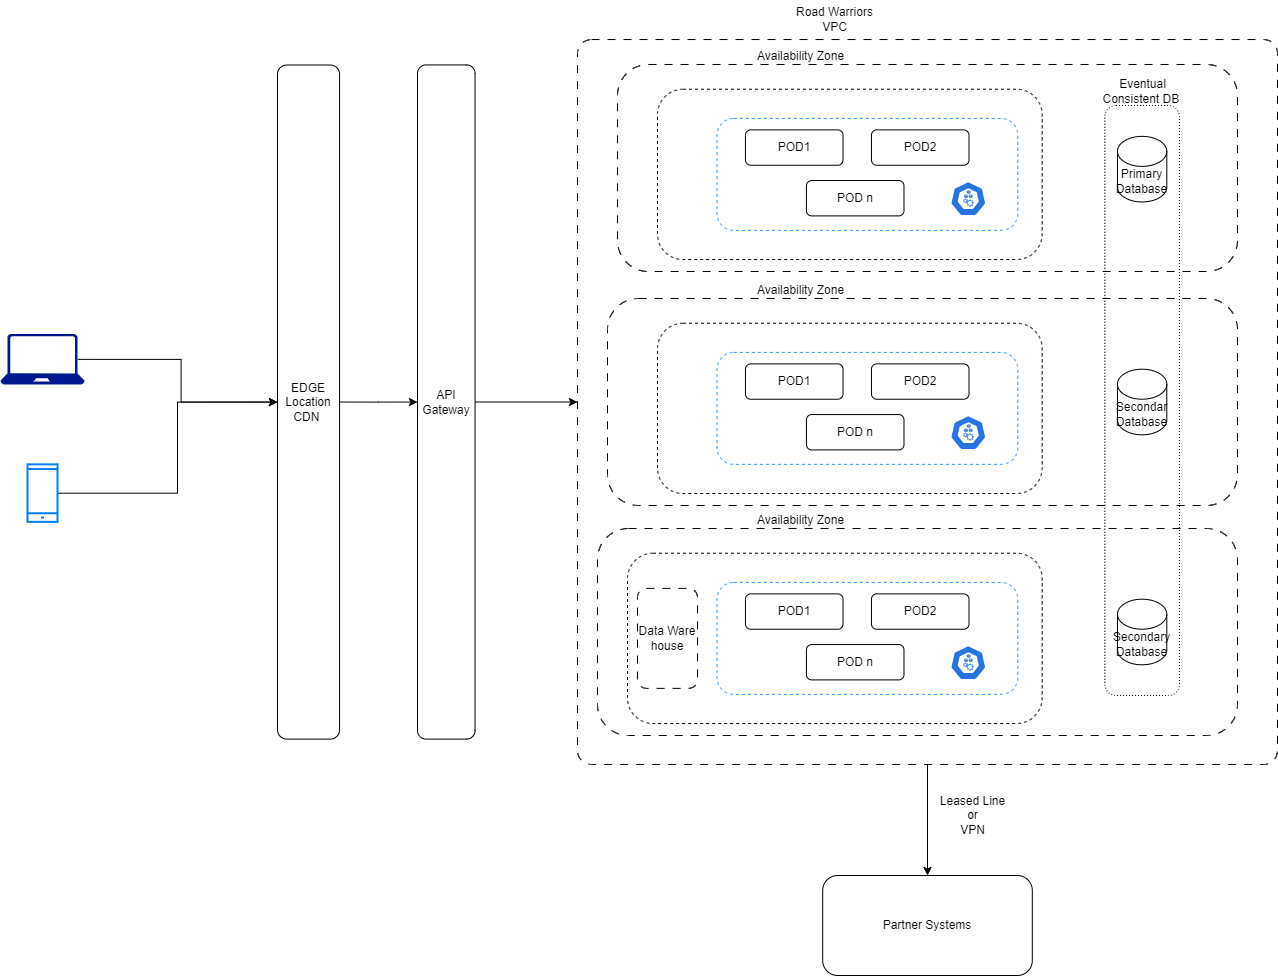 Road Warriors
VPC
Availability Zone
Eventual
Consistent DB
POD1
POD2
POD n
Primary
Database
Availability Zone
POD1
POD2
POD n
Secondar
Database
EDGE
Location
CDN
API
Gateway
Availability Zone
POD1
POD2
POD n
Data Ware
house
Secondary
Database
Leased Line
or
VPN
Partner Systems